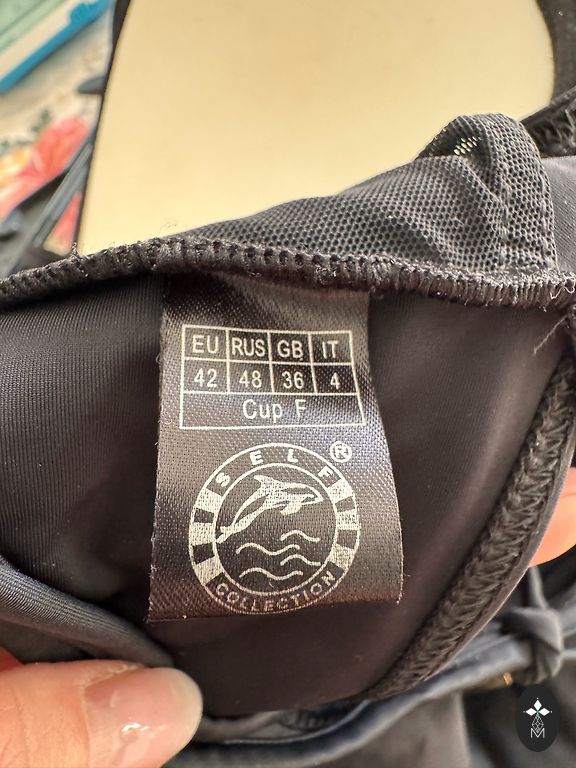 EU RUS GB IT
42 48 36 4
Cup F
SELF ®
COLLECTION
M